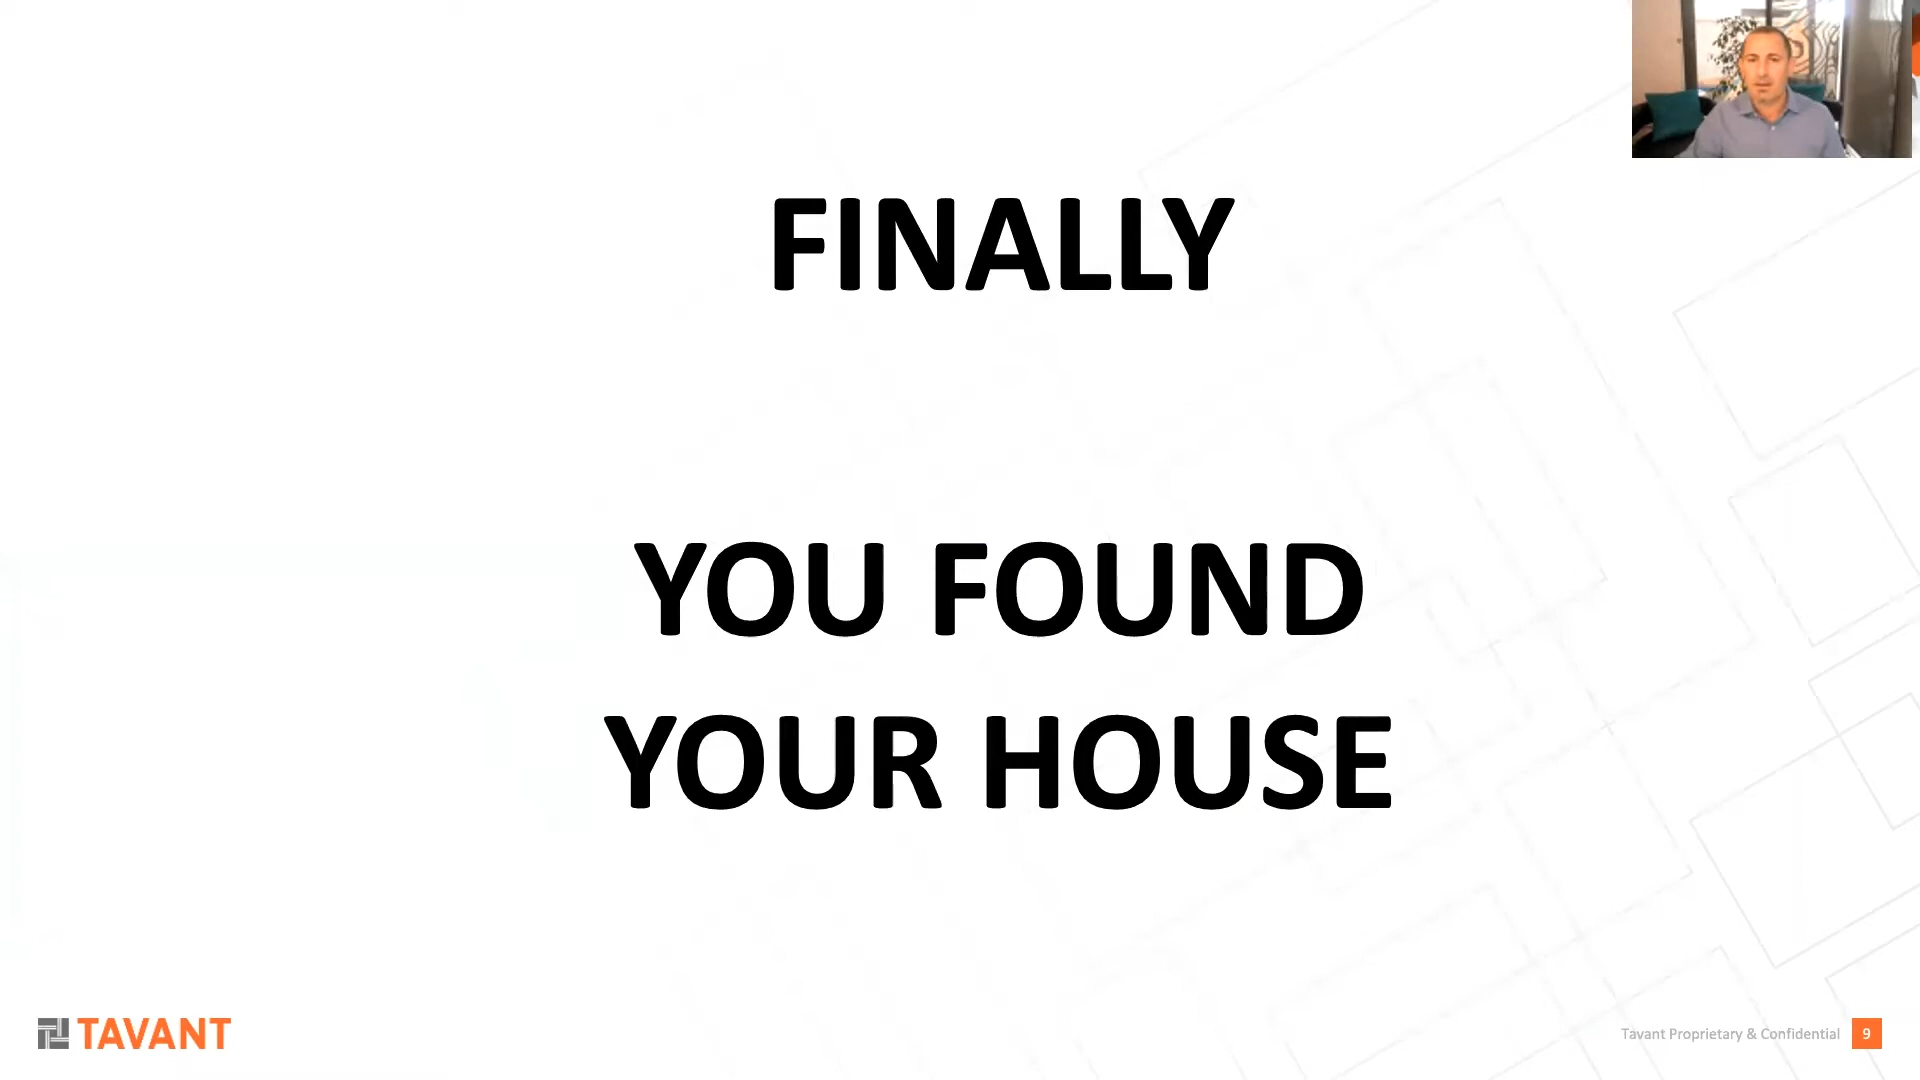 FINALLY
YOU FOUND
YOUR HOUSE
TAVANT
Tavant Proprietary & Confidential 9